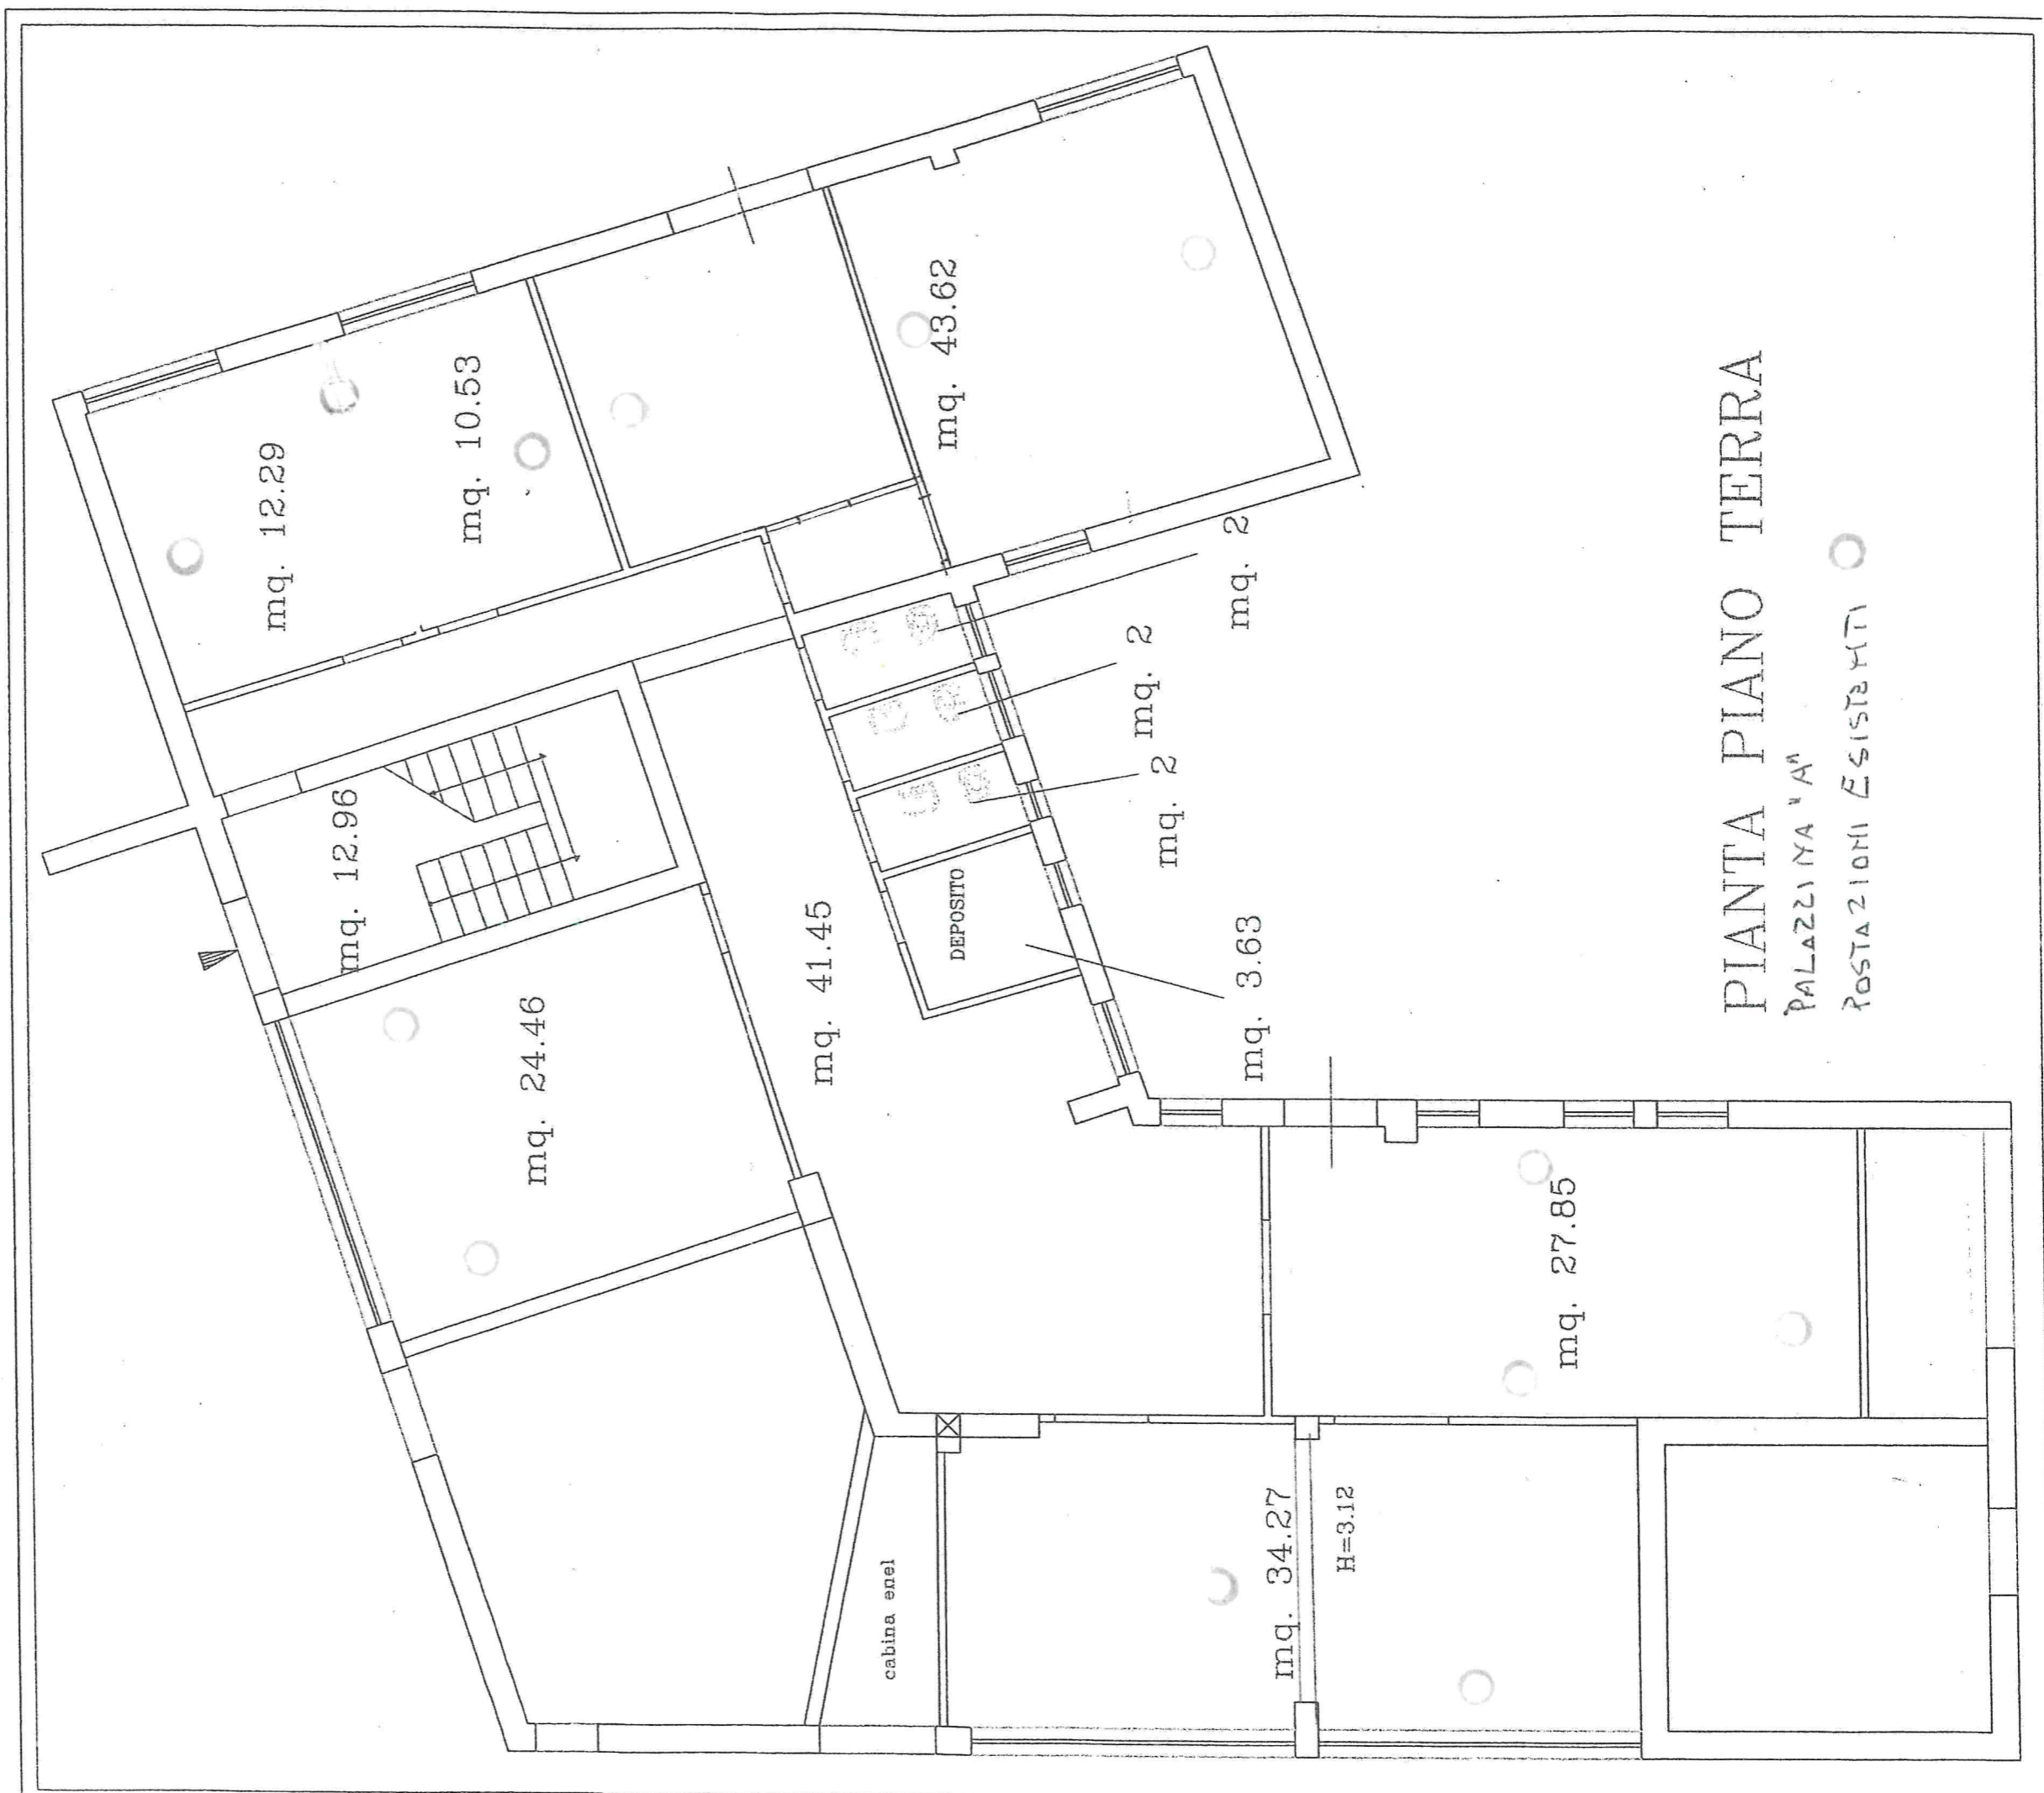 mq. 12.29
mq. 10.53
mq. 43.62
mq. 12.96
mq. 24.46
mq. 41.45
DEPOSITO
mq. 2
mq. 2
mq. 2
mq. 3.63
mq. 27.85
mq. 34.27
H=3.12
cabina enel
PIANTA PIANO TERRA
PALAZZINA "A"
POSTAZIONI ESISTENTI